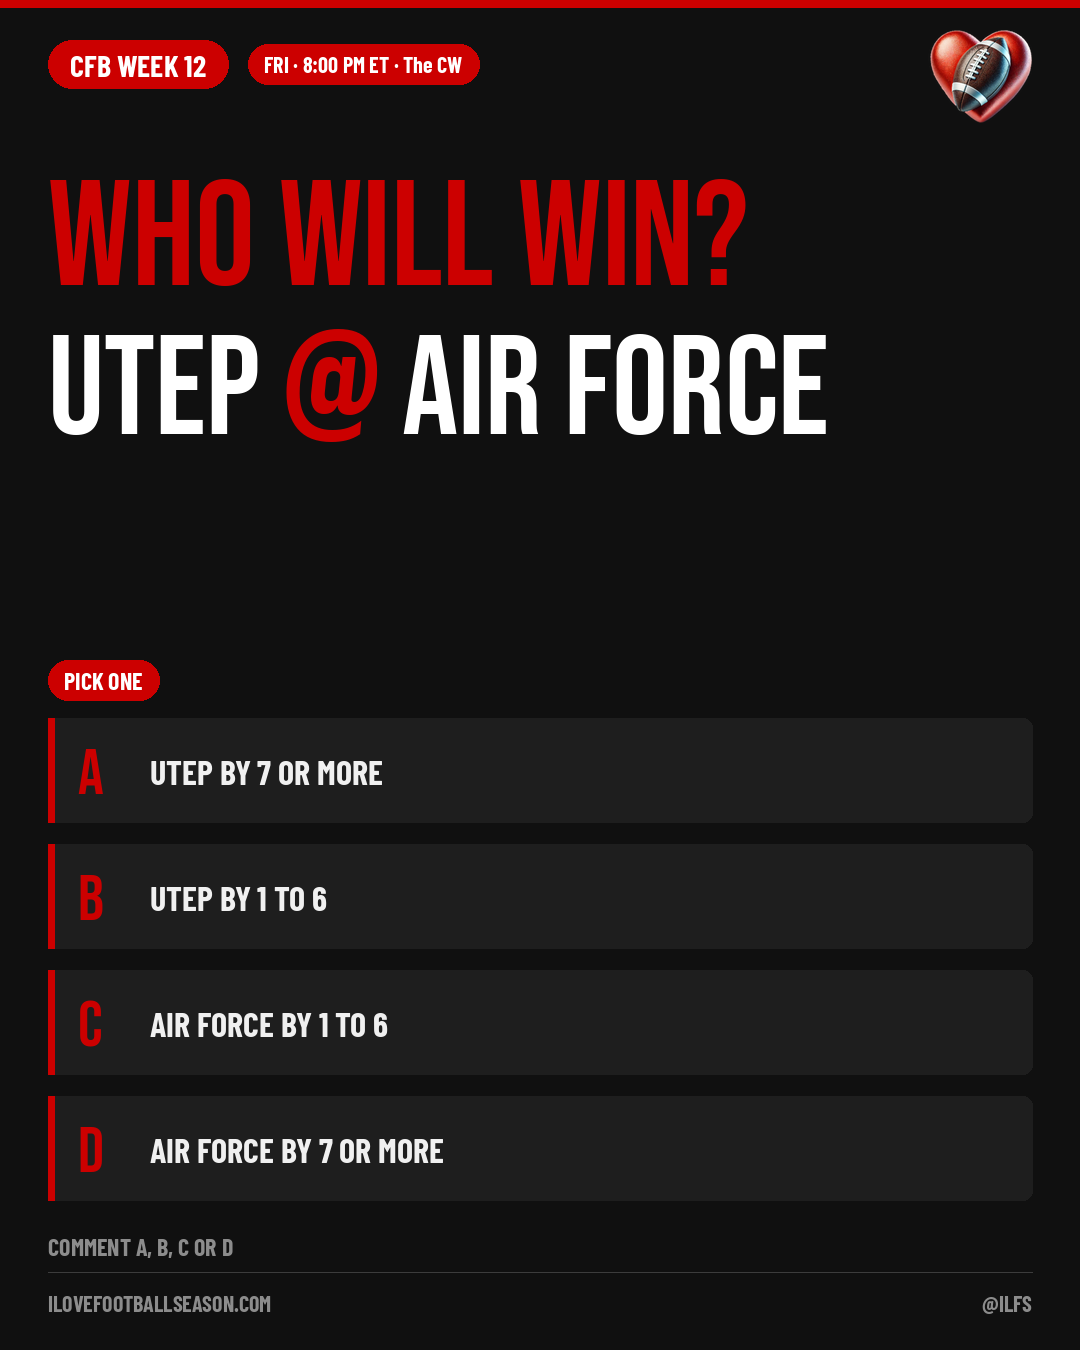 CFB WEEK 12
FRI · 8:00 PM ET · The CW
WHO WILL WIN?
UTEP @ AIR FORCE
PICK ONE
A UTEP BY 7 OR MORE
B UTEP BY 1 TO 6
C AIR FORCE BY 1 TO 6
D AIR FORCE BY 7 OR MORE
COMMENT A, B, C OR D
ILOVEFOOTBALLSEASON.COM
@ILFS